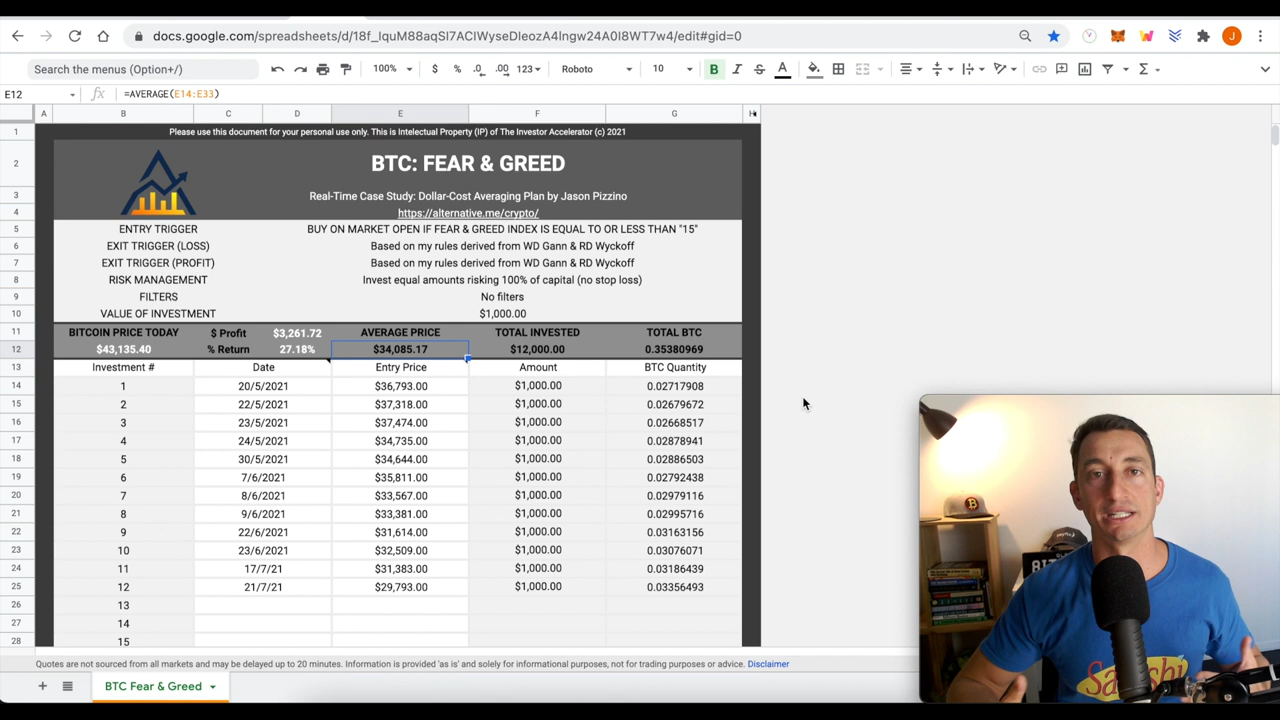 docs.google.com/spreadsheets/d/18f_lquM88aqSl7AClWyseDleozA4lngw24A0l8WT7w4/edit#gid=0
J
Search the menus (Option+/)
100%
$ % .0 .00 123
Roboto
10
B I S A
E12
fx =AVERAGE(E14:E33)
A B C D E F G H
1 Please use this document for your personal use only. This is Intelectual Property (IP) of The Investor Accelerator (c) 2021
2 BTC: FEAR & GREED
3 Real-Time Case Study: Dollar-Cost Averaging Plan by Jason Pizzino
4 https://alternative.me/crypto/
5 ENTRY TRIGGER BUY ON MARKET OPEN IF FEAR & GREED INDEX IS EQUAL TO OR LESS THAN "15"
6 EXIT TRIGGER (LOSS) Based on my rules derived from WD Gann & RD Wyckoff
7 EXIT TRIGGER (PROFIT) Based on my rules derived from WD Gann & RD Wyckoff
8 RISK MANAGEMENT Invest equal amounts risking 100% of capital (no stop loss)
9 FILTERS No filters
10 VALUE OF INVESTMENT $1,000.00
11 BITCOIN PRICE TODAY $ Profit $3,261.72 AVERAGE PRICE TOTAL INVESTED TOTAL BTC
12 $43,135.40 % Return 27.18% $34,085.17 $12,000.00 0.35380969
13 Investment # Date Entry Price Amount BTC Quantity
14 1 20/5/2021 $36,793.00 $1,000.00 0.02717908
15 2 22/5/2021 $37,318.00 $1,000.00 0.02679672
16 3 23/5/2021 $37,474.00 $1,000.00 0.02668517
17 4 24/5/2021 $34,735.00 $1,000.00 0.02878941
18 5 30/5/2021 $34,644.00 $1,000.00 0.02886503
19 6 7/6/2021 $35,811.00 $1,000.00 0.02792438
20 7 8/6/2021 $33,567.00 $1,000.00 0.02979116
21 8 9/6/2021 $33,381.00 $1,000.00 0.02995716
22 9 22/6/2021 $31,614.00 $1,000.00 0.03163156
23 10 23/6/2021 $32,509.00 $1,000.00 0.03076071
24 11 17/7/21 $31,383.00 $1,000.00 0.03186439
25 12 21/7/21 $29,793.00 $1,000.00 0.03356493
26 13
27 14
28 15
Quotes are not sourced from all markets and may be delayed up to 20 minutes. Information is provided 'as is' and solely for informational purposes, not for trading purposes or advice. Disclaimer
BTC Fear & Greed
BIT
Satoshi